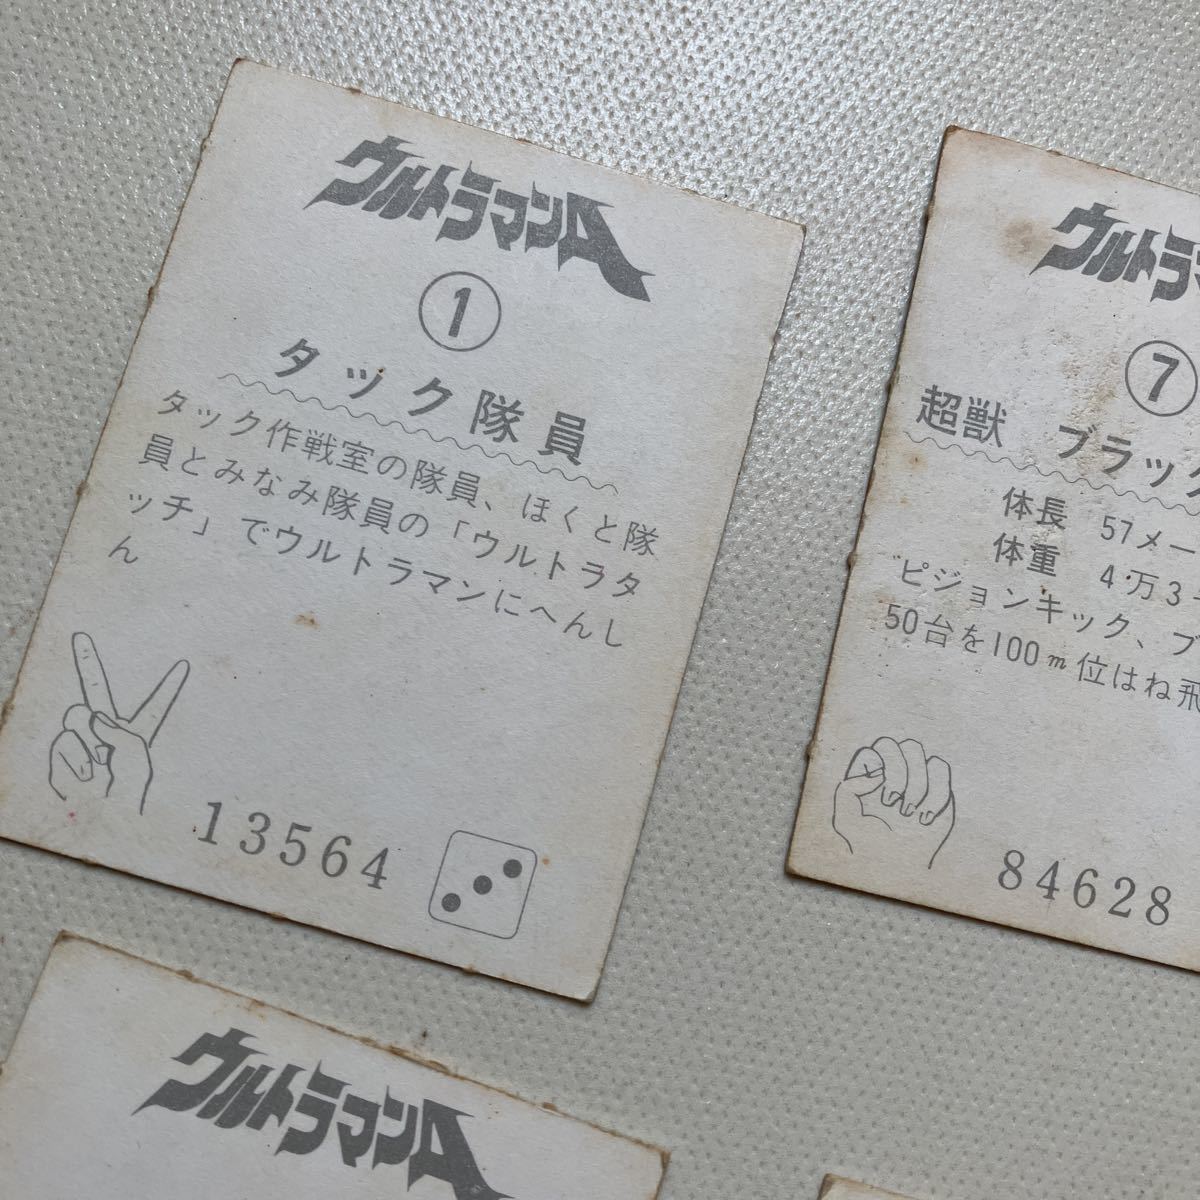 ウルトラマンA
1
タック隊員
タック作戦室の隊員、ほくと隊
員とみなみ隊員の「ウルトラタ
ッチ」でウルトラマンにへんし
ん
13564
ウルトラ
7
超獣 ブラック
体長 57メー
体重 4万3
ピジョンキック、ブ
50台を100m位はね飛
84628
ウルトラマンA